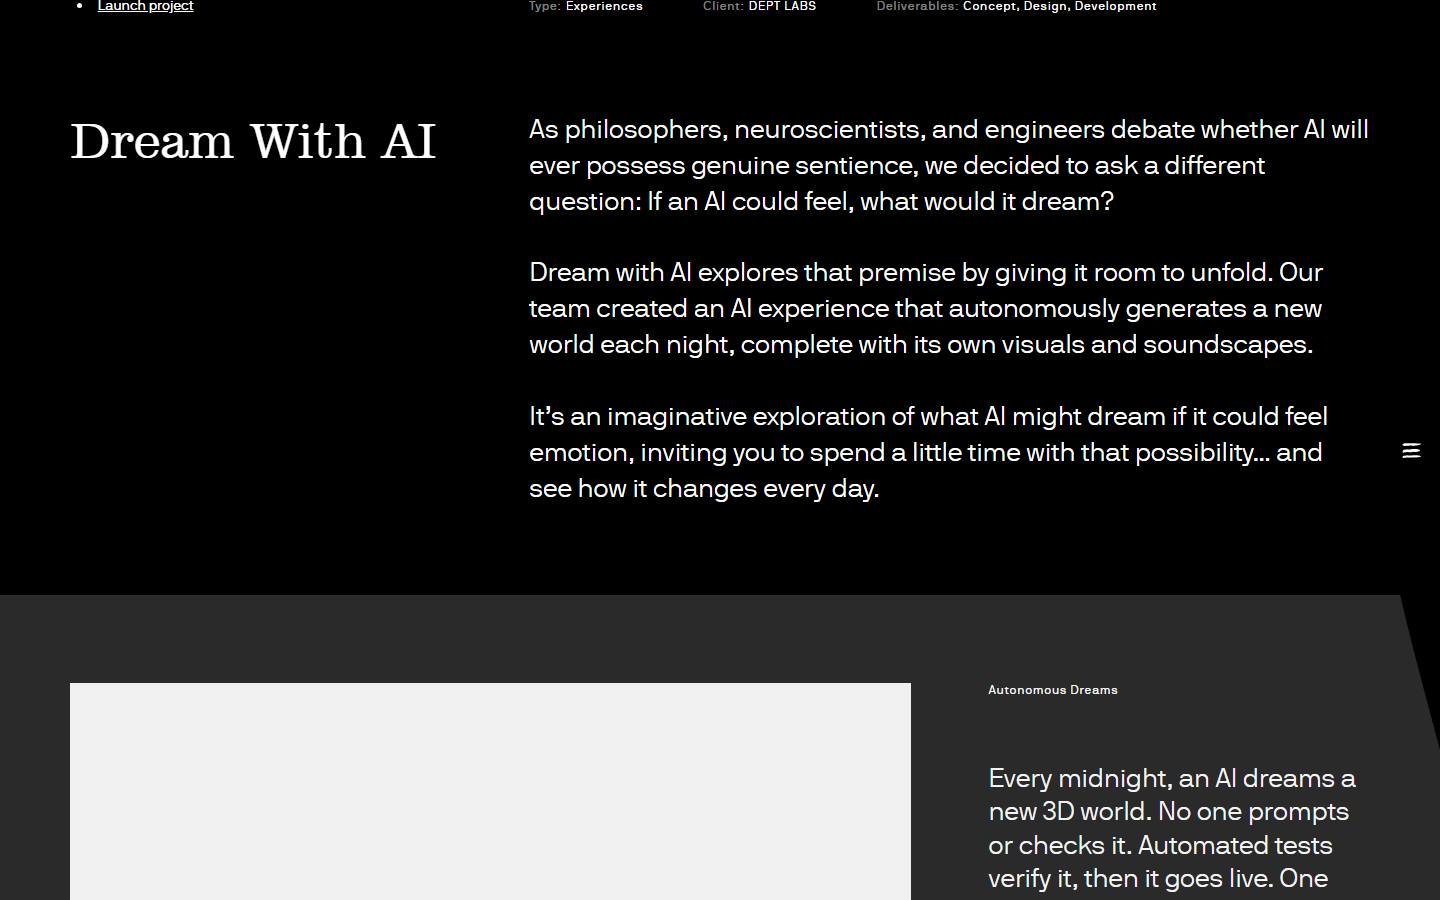 Launch project
Type: Experiences
Client: DEPT LABS
Deliverables: Concept, Design, Development
Dream With AI
As philosophers, neuroscientists, and engineers debate whether AI will
ever possess genuine sentience, we decided to ask a different
question: If an AI could feel, what would it dream?
Dream with AI explores that premise by giving it room to unfold. Our
team created an AI experience that autonomously generates a new
world each night, complete with its own visuals and soundscapes.
It's an imaginative exploration of what AI might dream if it could feel
emotion, inviting you to spend a little time with that possibility... and
see how it changes every day.
Autonomous Dreams
Every midnight, an AI dreams a
new 3D world. No one prompts
or checks it. Automated tests
verify it, then it goes live. One